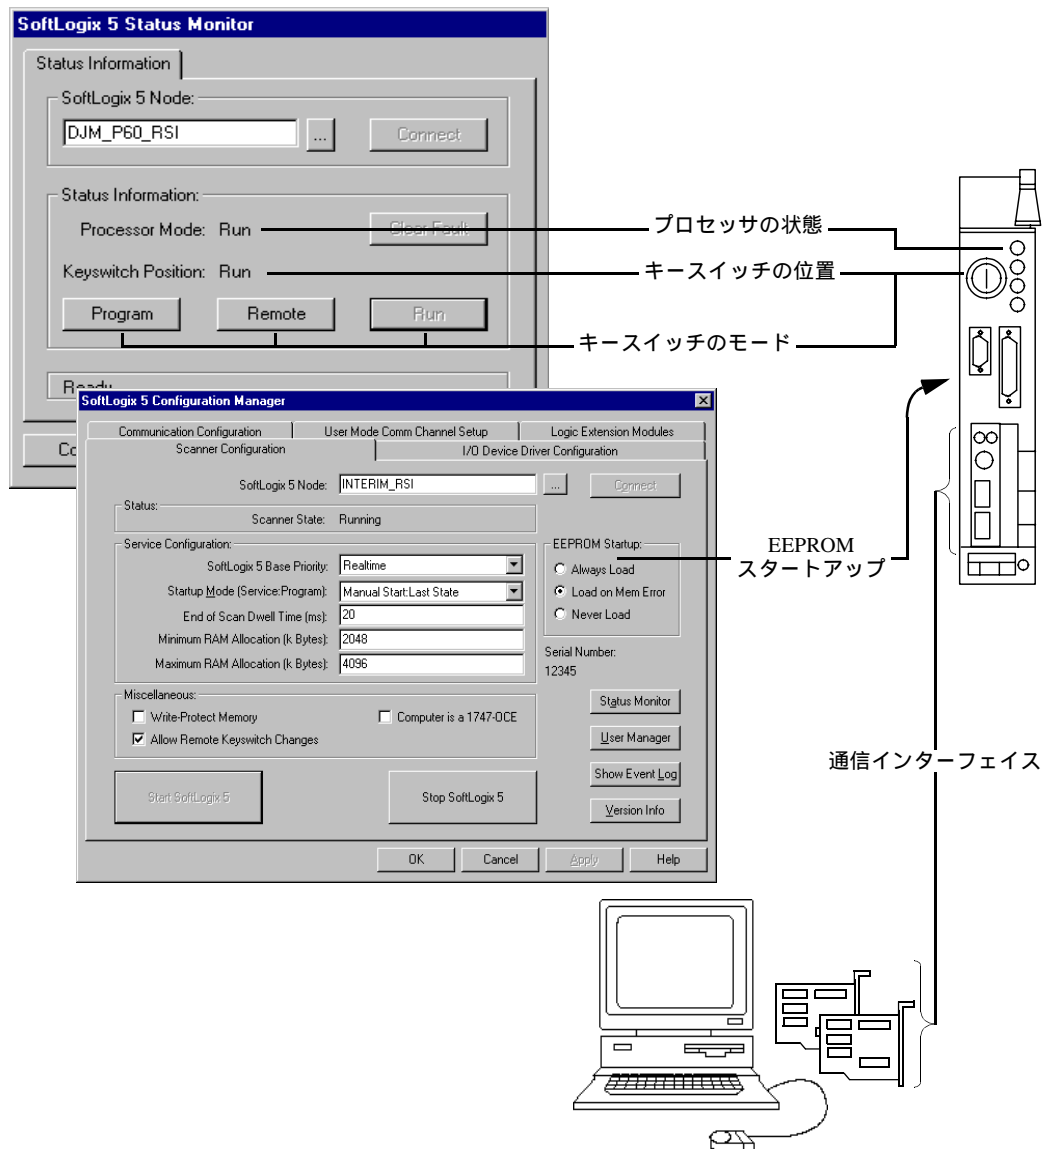 SoftLogix 5 Status Monitor
Status Information
SoftLogix 5 Node:
DJM_P60_RSI
...
Connect
Status Information:
Processor Mode: Run
Clear Fault
プロセッサの状態
Keyswitch Position: Run
キースイッチの位置
Program
Remote
Run
キースイッチのモード
Ready
Co
SoftLogix 5 Configuration Manager
Communication Configuration
User Mode Comm Channel Setup
Logic Extension Modules
Scanner Configuration
I/O Device Driver Configuration
SoftLogix 5 Node:
INTERIM_RSI
...
Connect
Status:
Scanner State: Running
Service Configuration:
SoftLogix 5 Base Priority: Realtime
Startup Mode (Service:Program): Manual Start:Last State
End of Scan Dwell Time (ms): 20
Minimum RAM Allocation (k Bytes): 2048
Maximum RAM Allocation (k Bytes): 4096
EEPROM Startup:
Always Load
Load on Mem Error
Never Load
EEPROM
スタートアップ
Serial Number:
12345
Miscellaneous:
Write-Protect Memory
Computer is a 1747-OCE
Allow Remote Keyswitch Changes
Status Monitor
User Manager
Show Event Log
Version Info
Start SoftLogix 5
Stop SoftLogix 5
OK
Cancel
Apply
Help
通信インターフェイス